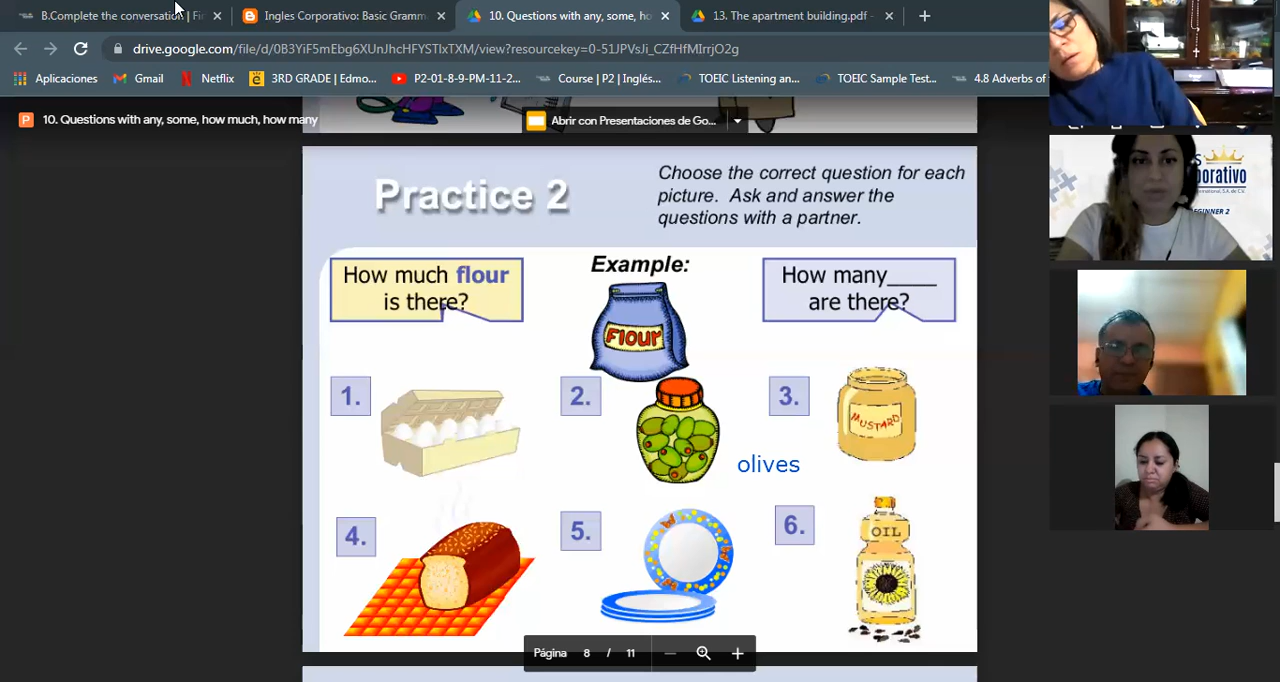 B.Complete the conversation | Fi
Ingles Corporativo: Basic Gramm
10. Questions with any, some, ho
13. The apartment building.pdf -
drive.google.com/file/d/0B3YiF5mEbg6XUnJhcHFYSTlxTXM/view?resourcekey=0-51JPVsJi_CZfHfMIrrjO2g
Aplicaciones
Gmail
Netflix
3RD GRADE | Edmo...
P2-01-8-9-PM-11-2...
Course | P2 | Inglés...
TOEIC Listening an...
TOEIC Sample Test...
4.8 Adverbs of
P
10. Questions with any, some, how much, how many
Abrir con Presentaciones de Go...
Practice 2
Choose the correct question for each
picture. Ask and answer the
questions with a partner.
How much flour
is there?
Example:
How many____
are there?
FLOUR
1.
2.
3.
MUSTARD
olives
4.
5.
6.
OIL
Página 8 / 11
S
porativo
international, S.A. de C.V.
BEGINNER 2